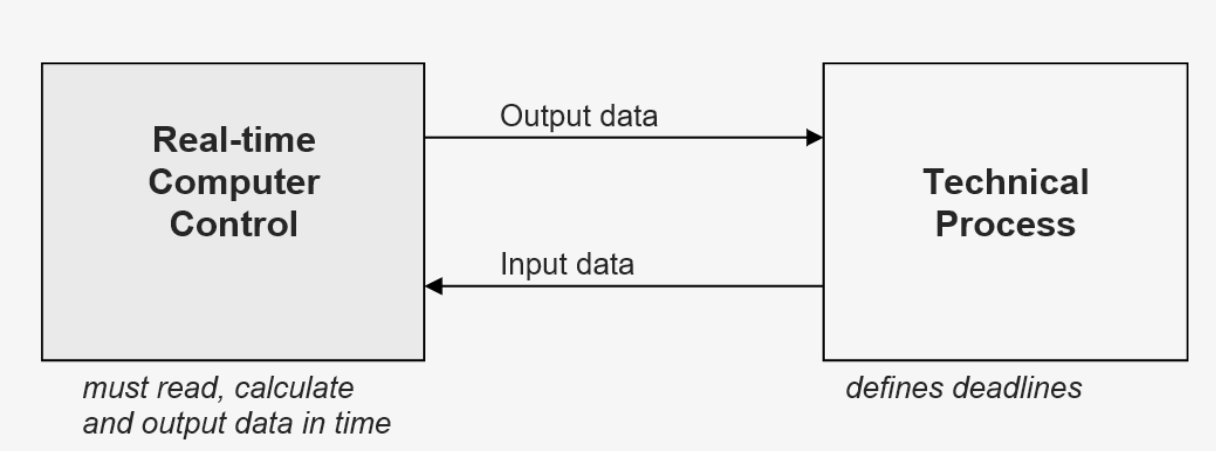 Real-time
Computer
Control
Output data
Input data
Technical
Process
must read, calculate
and output data in time
defines deadlines